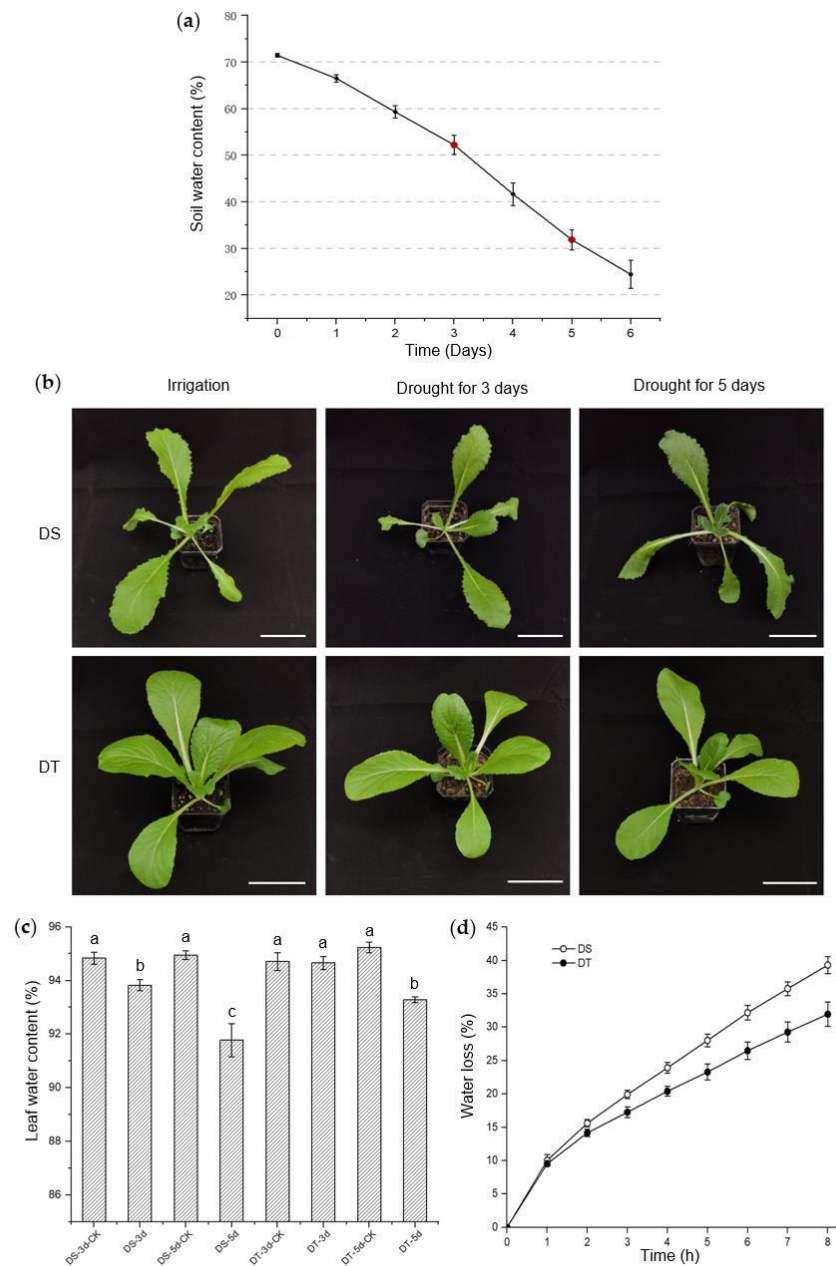 (a)
Soil water content (%)
80
70
60
50
40
30
20
0 1 2 3 4 5 6
Time (Days)
(b)
Irrigation Drought for 3 days Drought for 5 days
DS
DT
(c)
Leaf water content (%)
96
94
92
90
88
86
a b a c a a a b
DS-3d-CK DS-3d DS-5d-CK DS-5d DT-3d-CK DT-3d DT-5d-CK DT-5d
(d)
Water loss (%)
45
40
35
30
25
20
15
10
5
0
DS
DT
0 1 2 3 4 5 6 7 8
Time (h)